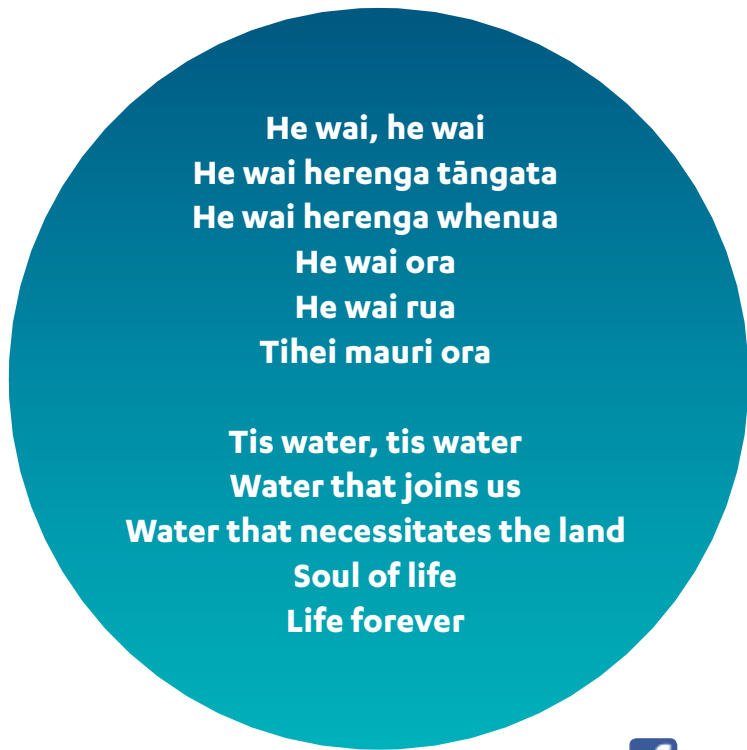 He wai, he wai
He wai herenga tāngata
He wai herenga whenua
He wai ora
He wai rua
Tihei mauri ora
Tis water, tis water
Water that joins us
Water that necessitates the land
Soul of life
Life forever